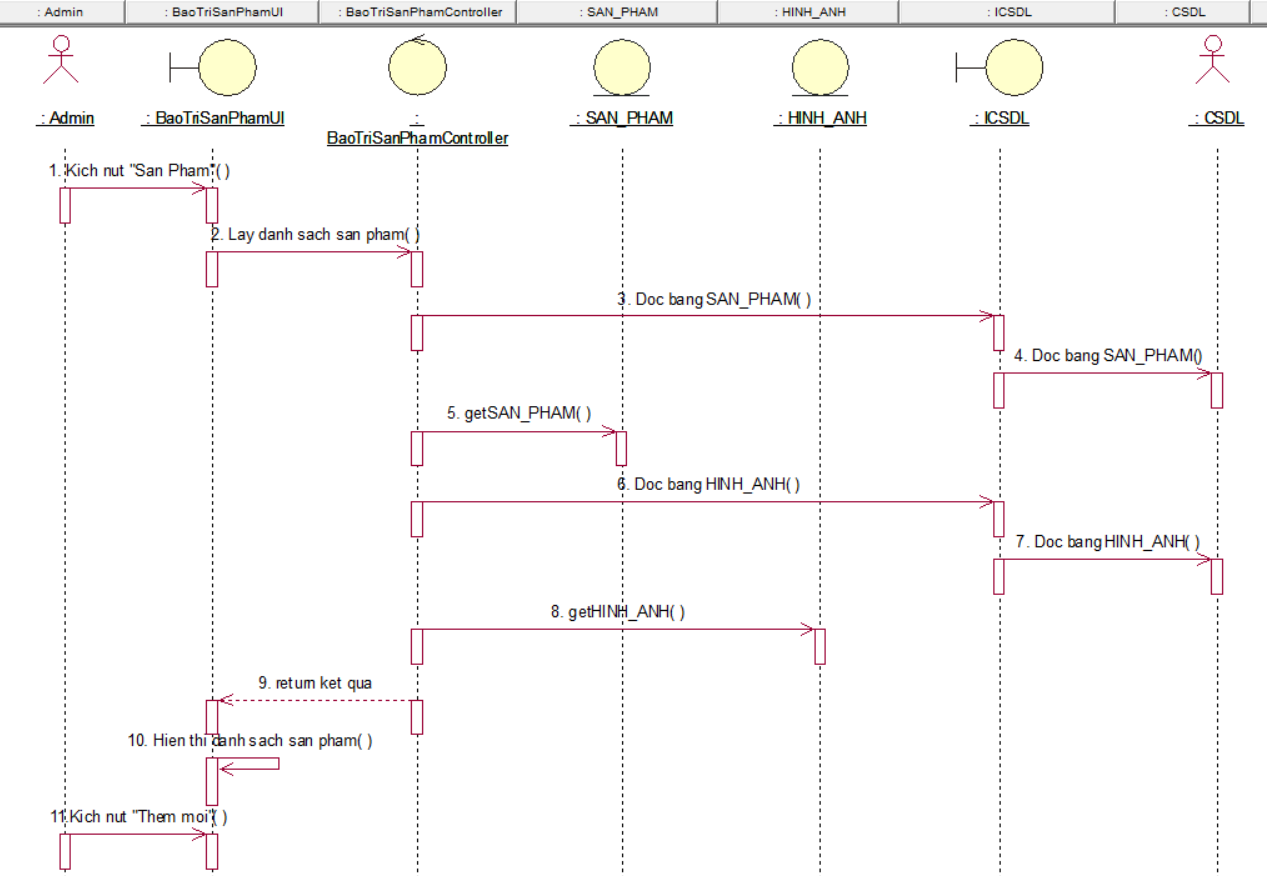 : Admin
: BaoTriSanPhamUI
: BaoTriSanPhamController
: SAN_PHAM
: HINH_ANH
: ICSDL
: CSDL
: Admin
: BaoTriSanPhamUI
:
BaoTriSanPhamController
: SAN_PHAM
: HINH_ANH
: ICSDL
: CSDL
1. Kich nut "San Pham"( )
2. Lay danh sach san pham( )
3. Doc bang SAN_PHAM( )
4. Doc bang SAN_PHAM()
5. getSAN_PHAM( )
6. Doc bang HINH_ANH( )
7. Doc bang HINH_ANH( )
8. getHINH_ANH( )
9. return ket qua
10. Hien thi danh sach san pham( )
11.Kich nut "Them moi"( )